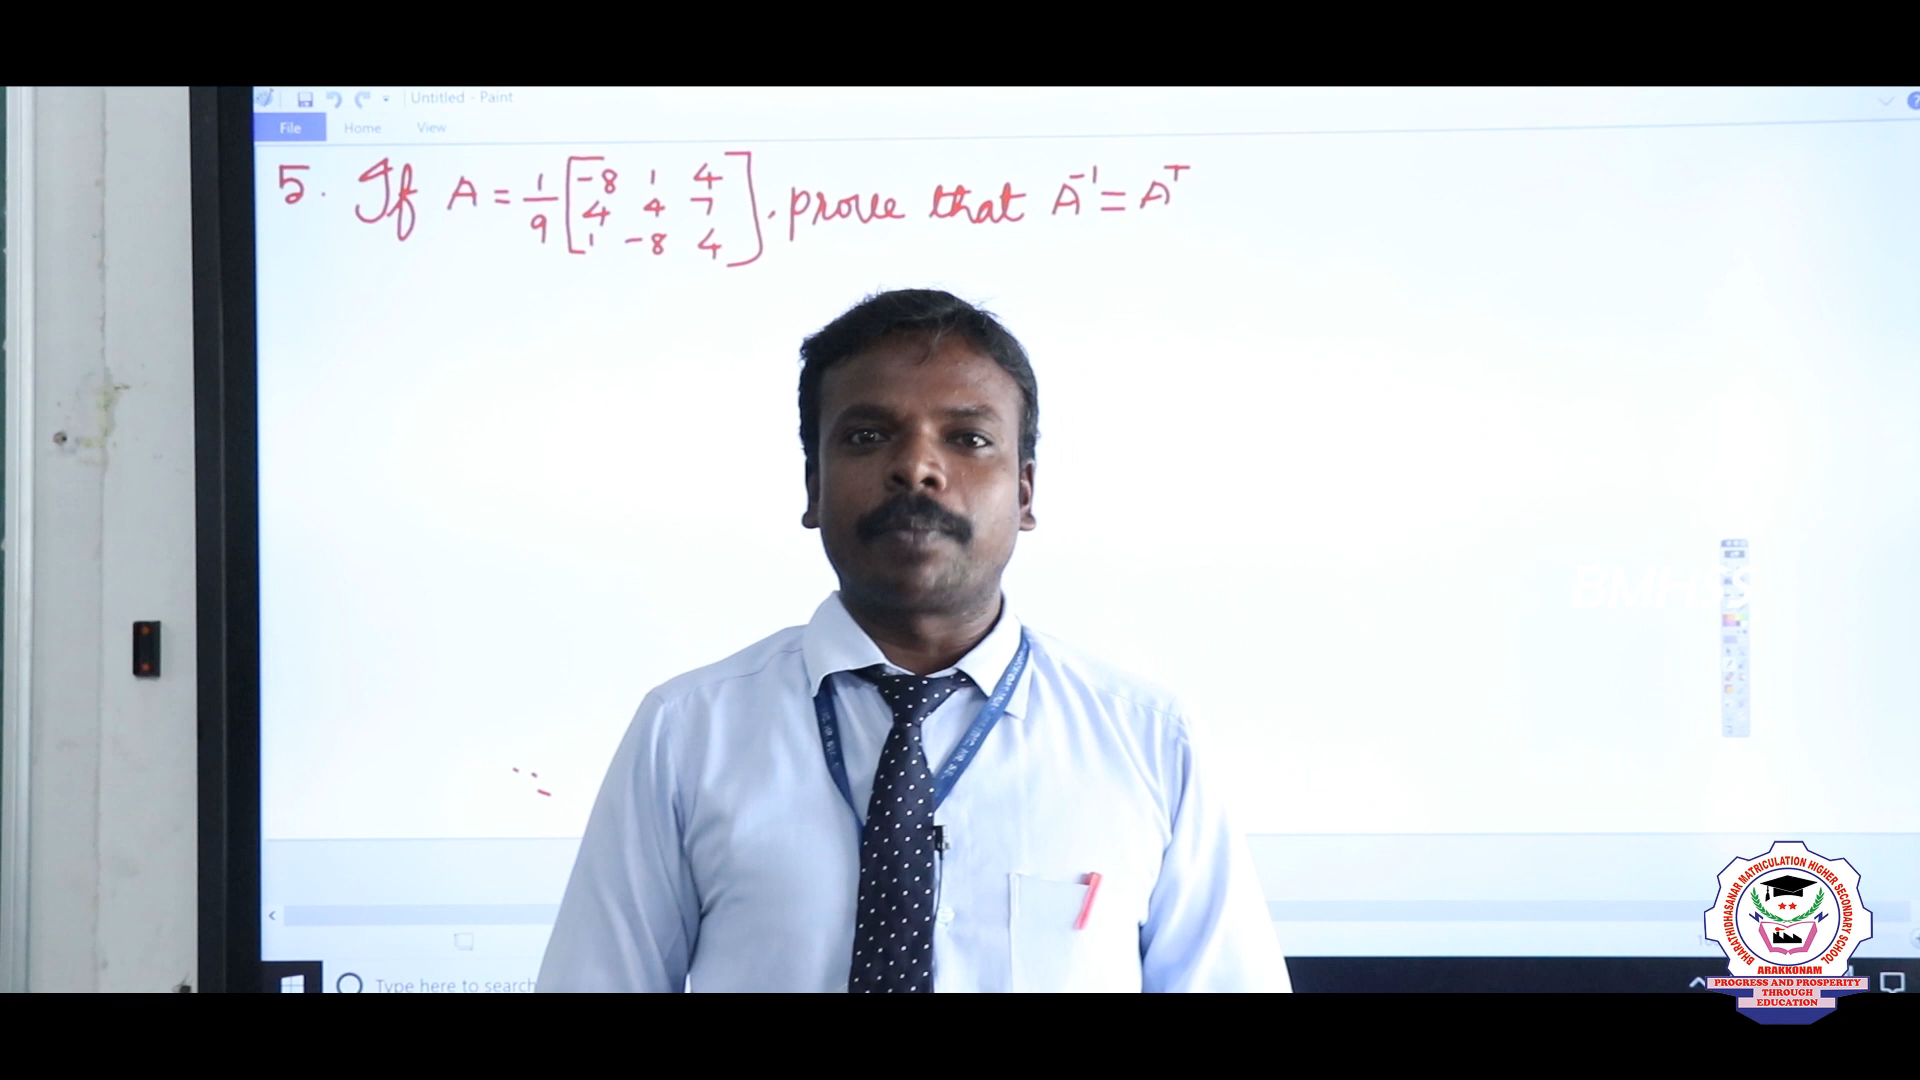 Untitled - Paint
File Home View
5. If A = 1/9 [-8 1 4
4 4 7
1 -8 4]. prove that A⁻¹ = Aᵀ
BMHSS
Type here to search
BHARATHIDHASANAR MATRICULATION HIGHER SECONDARY SCHOOL
ARAKKONAM
PROGRESS AND PROSPERITY
THROUGH
EDUCATION